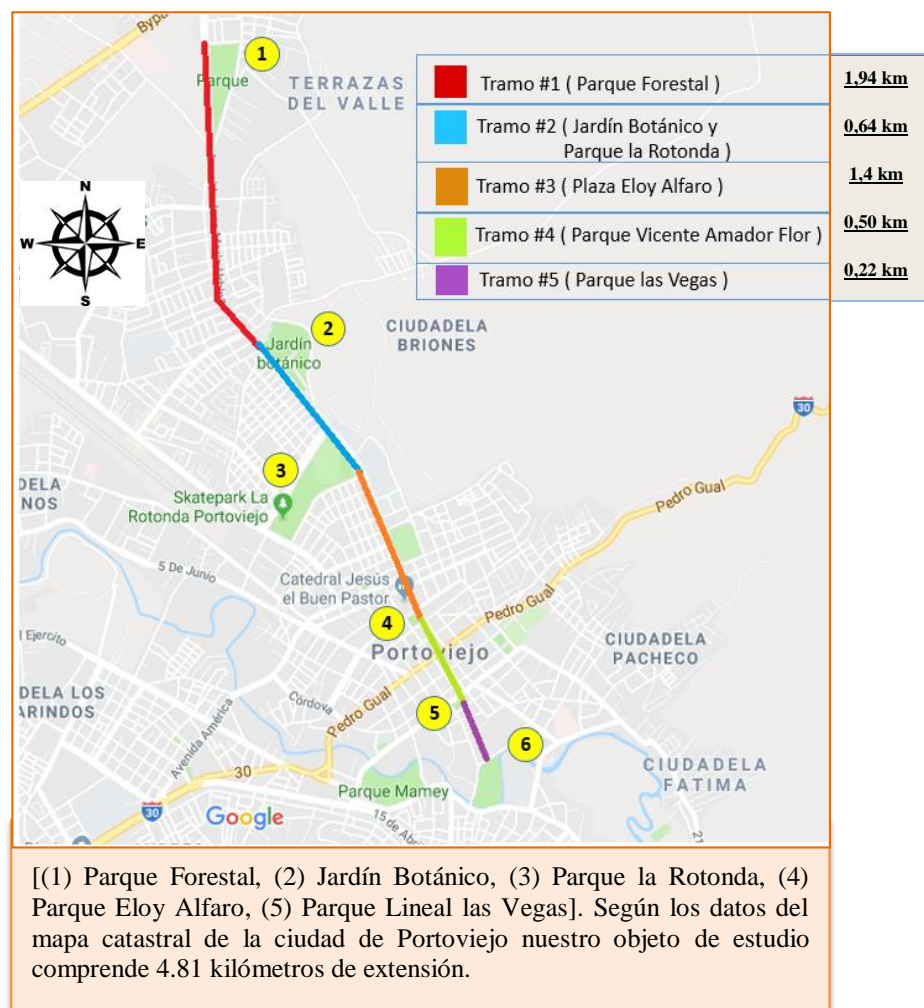 Bypa
1
Parque
TERRAZAS
DEL VALLE
Tramo #1 ( Parque Forestal )
1,94 km
Tramo #2 ( Jardín Botánico y
Parque la Rotonda )
0,64 km
Tramo #3 ( Plaza Eloy Alfaro )
1,4 km
Tramo #4 ( Parque Vicente Amador Flor )
0,50 km
Tramo #5 ( Parque las Vegas )
0,22 km
N
W E
S
2
Jardín
botánico
CIUDADELA
BRIONES
30
3
DELA
NOS
Skatepark La
Rotonda Portoviejo
Pedro Gual
5 De Junio
Catedral Jesús
el Buen Pastor
Pedro Gual
4
l Ejercito
Portoviejo
CIUDADELA
PACHECO
DELA LOS
ARINDOS
Córdova
Pedro Gual
Avenida América
5
6
30
CIUDADELA
FATIMA
Parque Mamey
30
Google
15 de Abri
21
[(1) Parque Forestal, (2) Jardín Botánico, (3) Parque la Rotonda, (4)
Parque Eloy Alfaro, (5) Parque Lineal las Vegas]. Según los datos del
mapa catastral de la ciudad de Portoviejo nuestro objeto de estudio
comprende 4.81 kilómetros de extensión.